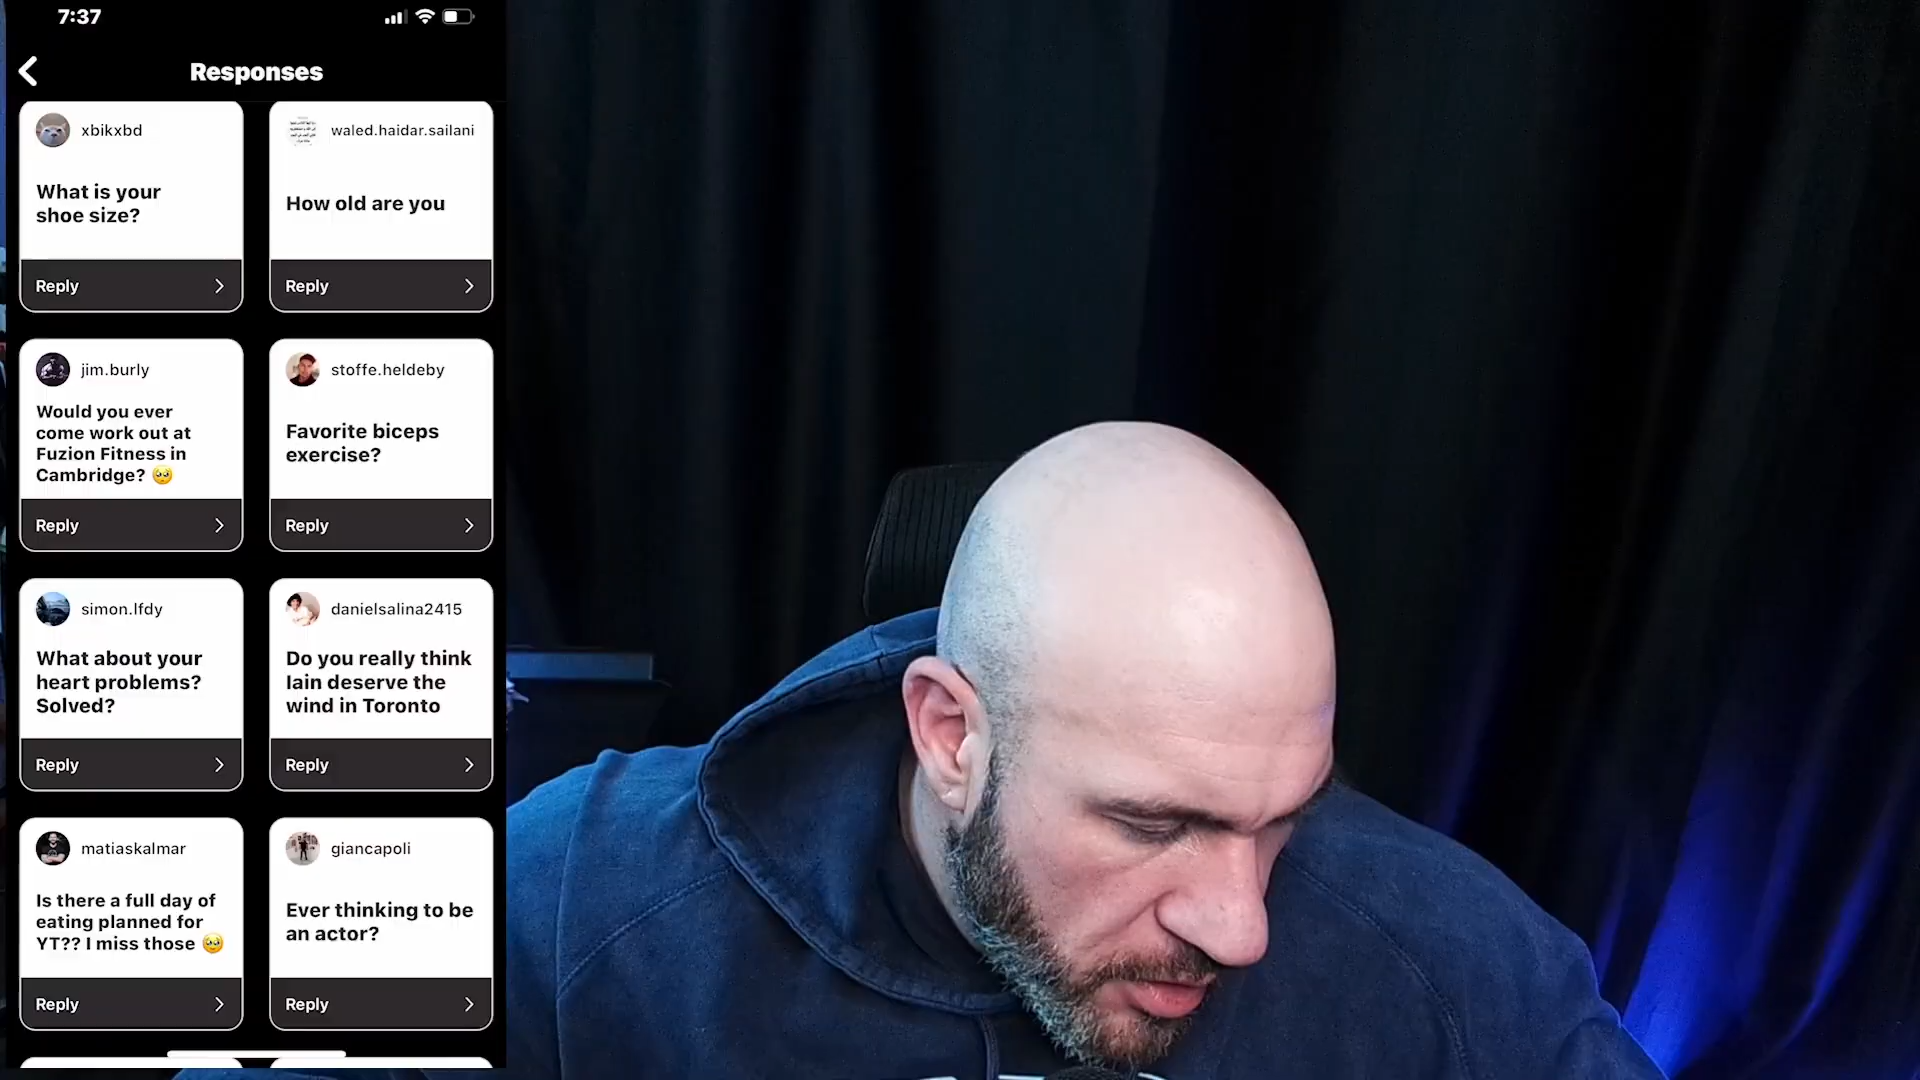 7:37
Responses
xbikxbd
What is your
shoe size?
Reply
waled.haidar.sailani
How old are you
Reply
jim.burly
Would you ever
come work out at
Fuzion Fitness in
Cambridge? 🥺
Reply
stoffe.heldeby
Favorite biceps
exercise?
Reply
simon.lfdy
What about your
heart problems?
Solved?
Reply
danielsalina2415
Do you really think
Iain deserve the
wind in Toronto
Reply
matiaskalmar
Is there a full day of
eating planned for
YT?? I miss those 🥺
Reply
giancapoli
Ever thinking to be
an actor?
Reply